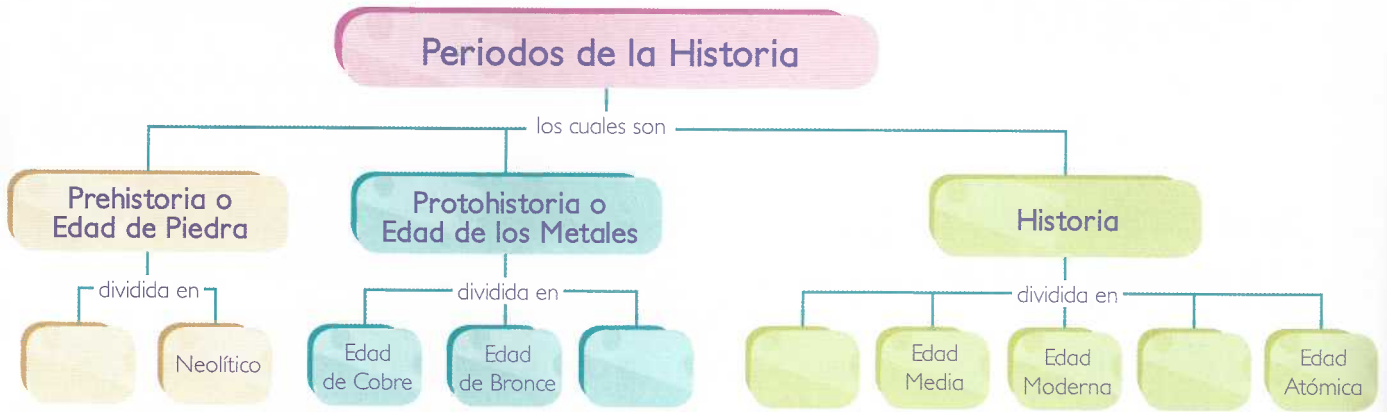 Periodos de la Historia
los cuales son
Prehistoria o
Edad de Piedra
Protohistoria o
Edad de los Metales
Historia
dividida en
dividida en
dividida en
Neolítico
Edad
de Cobre
Edad
de Bronce
Edad
Media
Edad
Moderna
Edad
Atómica